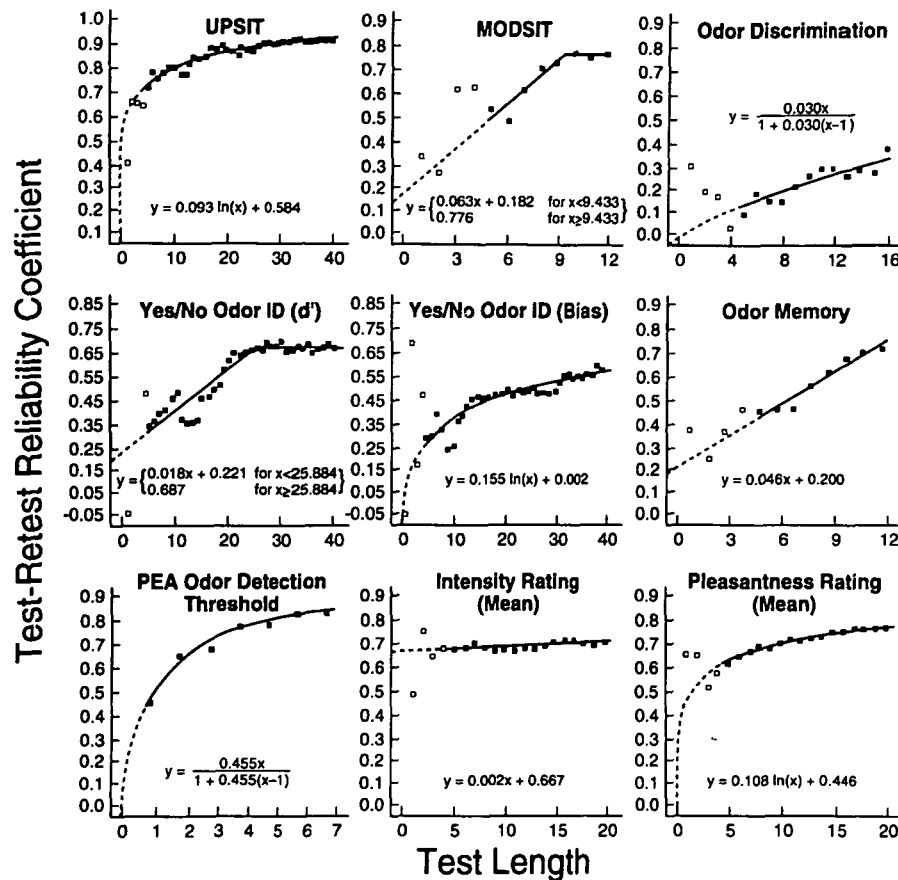 Test-Retest Reliability Coefficient
UPSIT
1.0
0.9
0.8
0.7
0.6
0.5
0.4
0.3
0.2
0.1
y = 0.093 ln(x) + 0.584
0 10 20 30 40
MODSIT
0.9
0.8
0.7
0.6
0.5
0.4
0.3
0.2
0.1
0.0
y = { 0.063x + 0.182 for x<9.433 }
0.776 for x≥9.433
0 3 6 9 12
Odor Discrimination
0.9
0.8
0.7
0.6
0.5
0.4
0.3
0.2
0.1
0.0
y = 0.030x
1 + 0.030(x-1)
0 4 8 12 16
Yes/No Odor ID (d')
0.85
0.75
0.65
0.55
0.45
0.35
0.25
0.15
0.05
-0.05
y = { 0.018x + 0.221 for x<25.884 }
0.687 for x≥25.884
0 10 20 30 40
Yes/No Odor ID (Bias)
0.85
0.75
0.65
0.55
0.45
0.35
0.25
0.15
0.05
-0.05
y = 0.155 ln(x) + 0.002
0 10 20 30 40
Odor Memory
0.9
0.8
0.7
0.6
0.5
0.4
0.3
0.2
0.1
0.0
y = 0.046x + 0.200
0 3 6 9 12
PEA Odor Detection
Threshold
0.9
0.8
0.7
0.6
0.5
0.4
0.3
0.2
0.1
0.0
y = 0.455x
1 + 0.455(x-1)
0 1 2 3 4 5 6 7
Intensity Rating
(Mean)
0.9
0.8
0.7
0.6
0.5
0.4
0.3
0.2
0.1
0.0
y = 0.002x + 0.667
0 5 10 15 20
Pleasantness Rating
(Mean)
0.9
0.8
0.7
0.6
0.5
0.4
0.3
0.2
0.1
0.0
y = 0.108 ln(x) + 0.446
0 5 10 15 20
Test Length